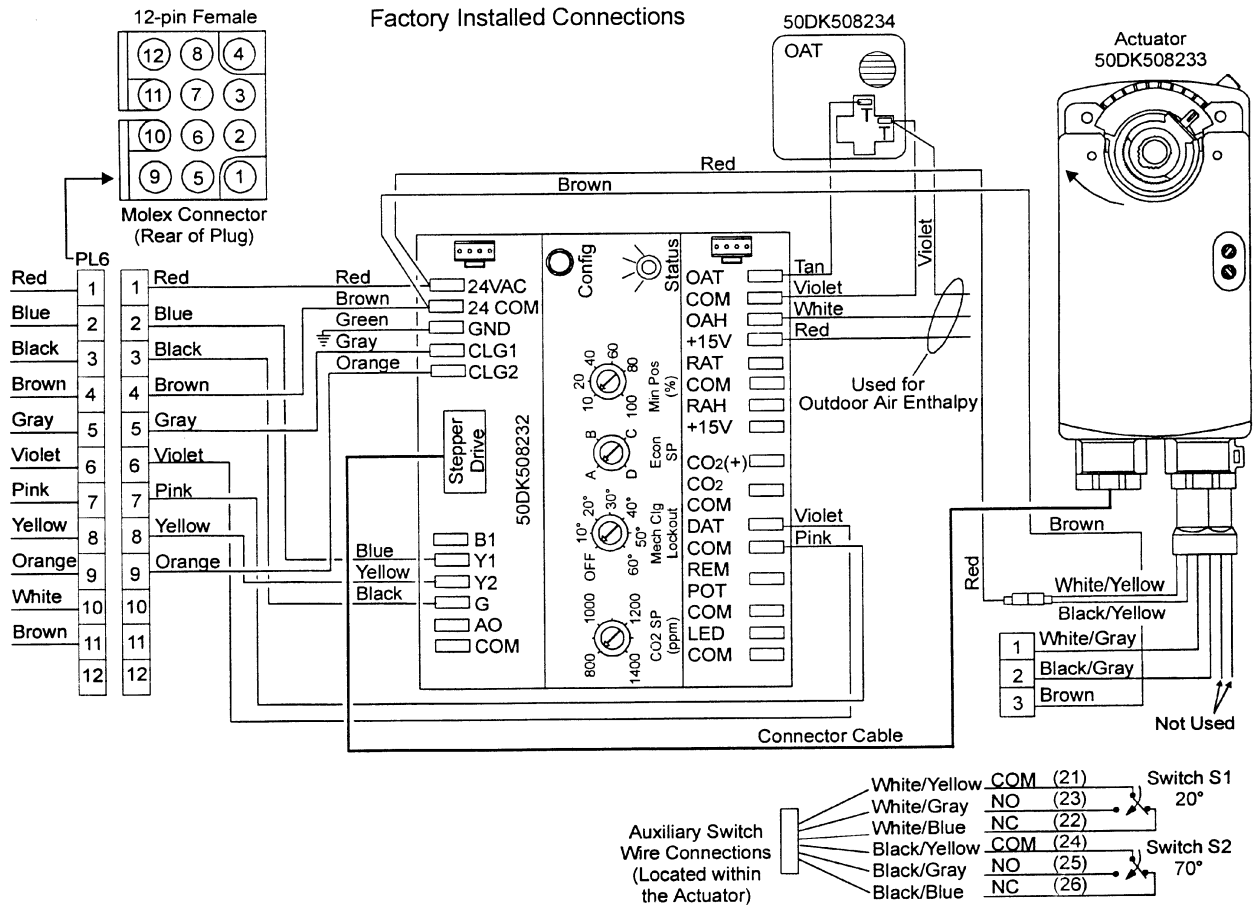 12-pin Female
Factory Installed Connections
12 8 4
11 7 3
10 6 2
9 5 1
Molex Connector
(Rear of Plug)
50DK508234
OAT
T
T
Actuator
50DK508233
Red
Brown
Violet
PL6
Red 1 1 Red
Blue 2 2 Blue
Black 3 3 Black
Brown 4 4 Brown
Gray 5 5 Gray
Violet 6 6 Violet
Pink 7 7 Pink
Yellow 8 8 Yellow
Orange 9 9 Orange
White 10 10
Brown 11 11
12 12
Red 24VAC
Brown 24 COM
Green GND
Gray CLG1
Orange CLG2
Stepper
Drive
50DK508232
B1
Blue Y1
Yellow Y2
Black G
AO
COM
Config
Status
10 20 40 60 80 100
Min Pos
(%)
A B C D
Econ
SP
OFF 10° 20° 30° 40° 50° 60°
Mech Clg
Lockout
800 1000 1200 1400
CO2 SP
(ppm)
OAT Tan
COM Violet
OAH White
+15V Red
RAT
COM
RAH
+15V
CO2(+)
CO2
COM
DAT Violet
COM Pink
REM
POT
COM
LED
COM
Used for
Outdoor Air Enthalpy
Brown
Red
White/Yellow
Black/Yellow
1 White/Gray
2 Black/Gray
3 Brown
Not Used
Connector Cable
Auxiliary Switch
Wire Connections
(Located within
the Actuator)
White/Yellow COM (21)
White/Gray NO (23)
White/Blue NC (22)
Black/Yellow COM (24)
Black/Gray NO (25)
Black/Blue NC (26)
Switch S1
20°
Switch S2
70°